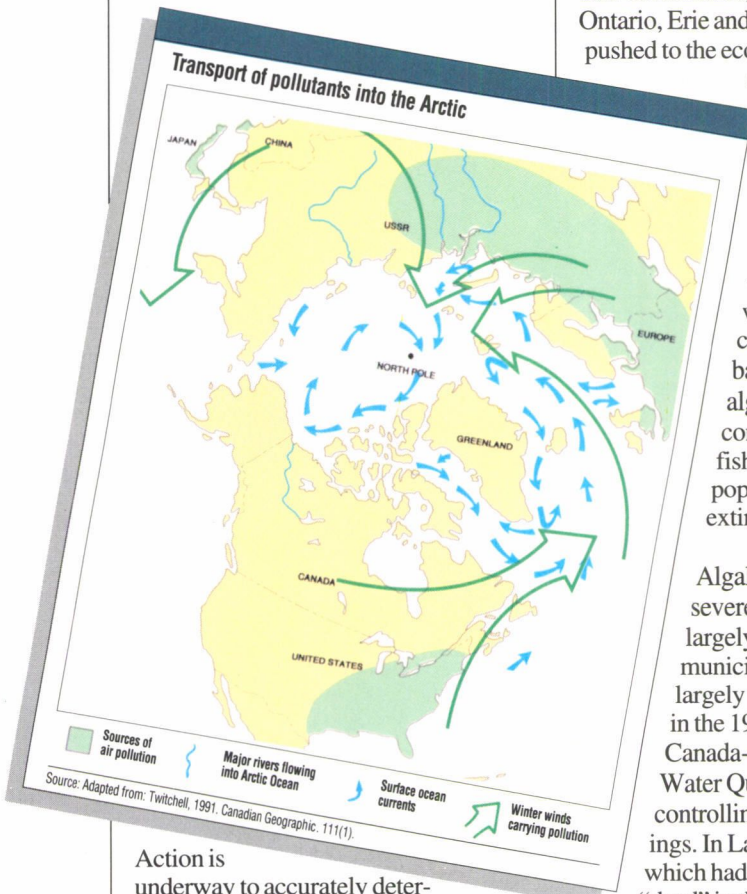 Ontario, Erie and
pushed to the eco
Transport of pollutants into the Arctic
JAPAN
CHINA
USSR
EUROPE
NORTH POLE
GREENLAND
CANADA
UNITED STATES
Sources of
air pollution
Major rivers flowing
into Arctic Ocean
Surface ocean
currents
Winter winds
carrying pollution
Source: Adapted from: Twitchell, 1991. Canadian Geographic. 111(1).
Action is
underway to accurately deter-
ba
alg
con
fish
pop
extin
Algal
severe
largely
munici
largely
in the 19
Canada-
Water Qu
controllin
ings. In La
which had